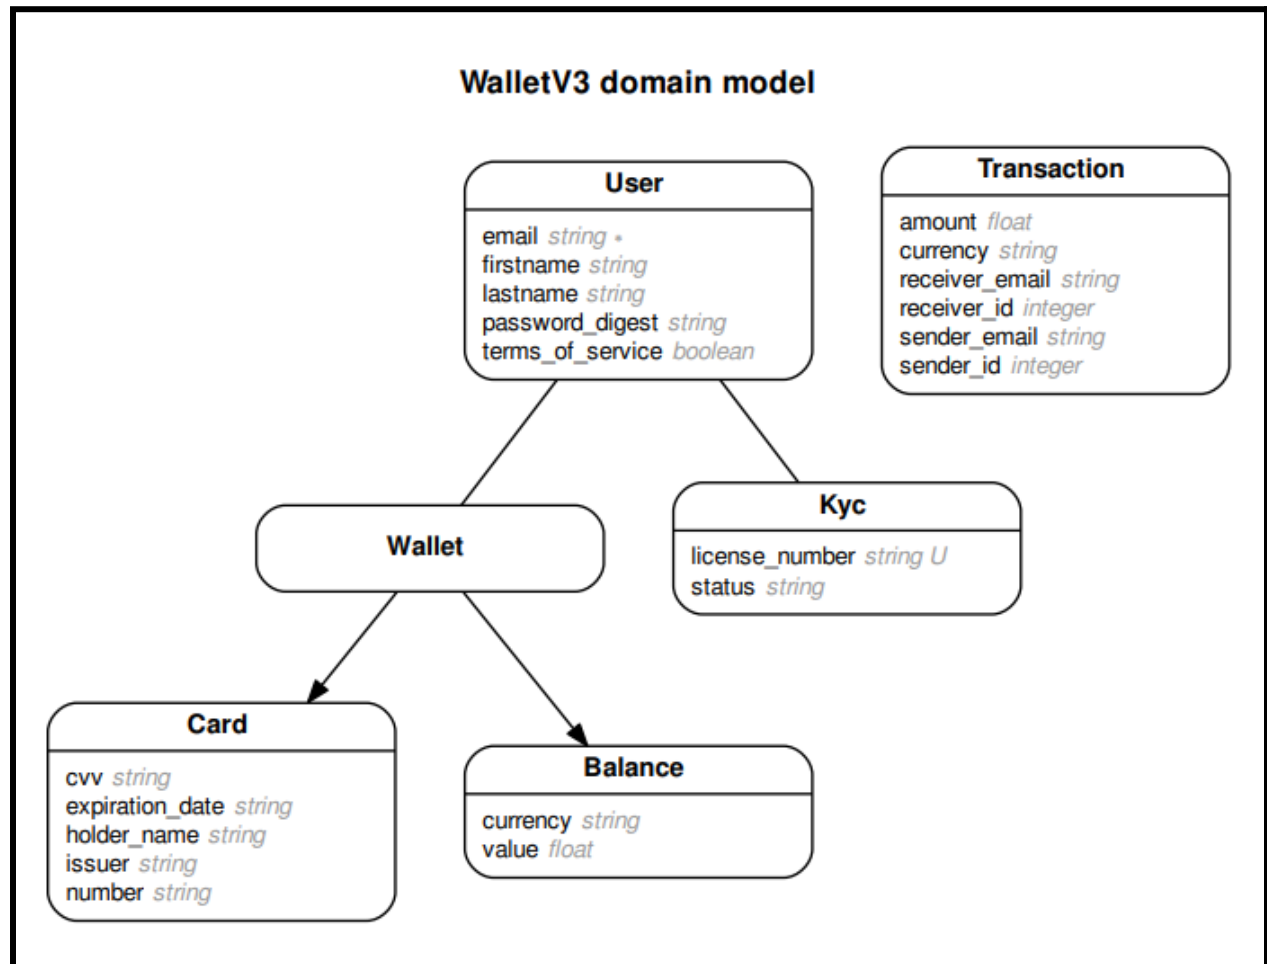 WalletV3 domain model
User
email string *
firstname string
lastname string
password_digest string
terms_of_service boolean
Transaction
amount float
currency string
receiver_email string
receiver_id integer
sender_email string
sender_id integer
Wallet
Kyc
license_number string U
status string
Card
cvv string
expiration_date string
holder_name string
issuer string
number string
Balance
currency string
value float